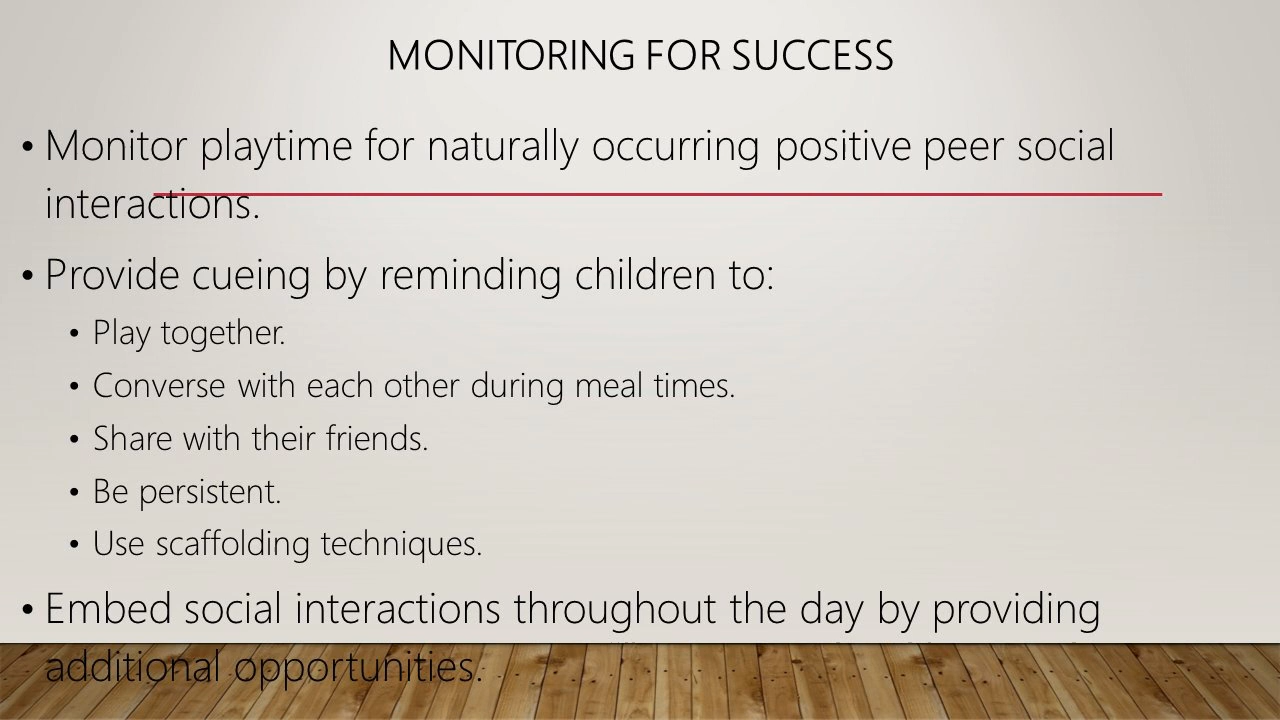 MONITORING FOR SUCCESS
• Monitor playtime for naturally occurring positive peer social
interactions.
• Provide cueing by reminding children to:
• Play together.
• Converse with each other during meal times.
• Share with their friends.
• Be persistent.
• Use scaffolding techniques.
• Embed social interactions throughout the day by providing
additional opportunities.